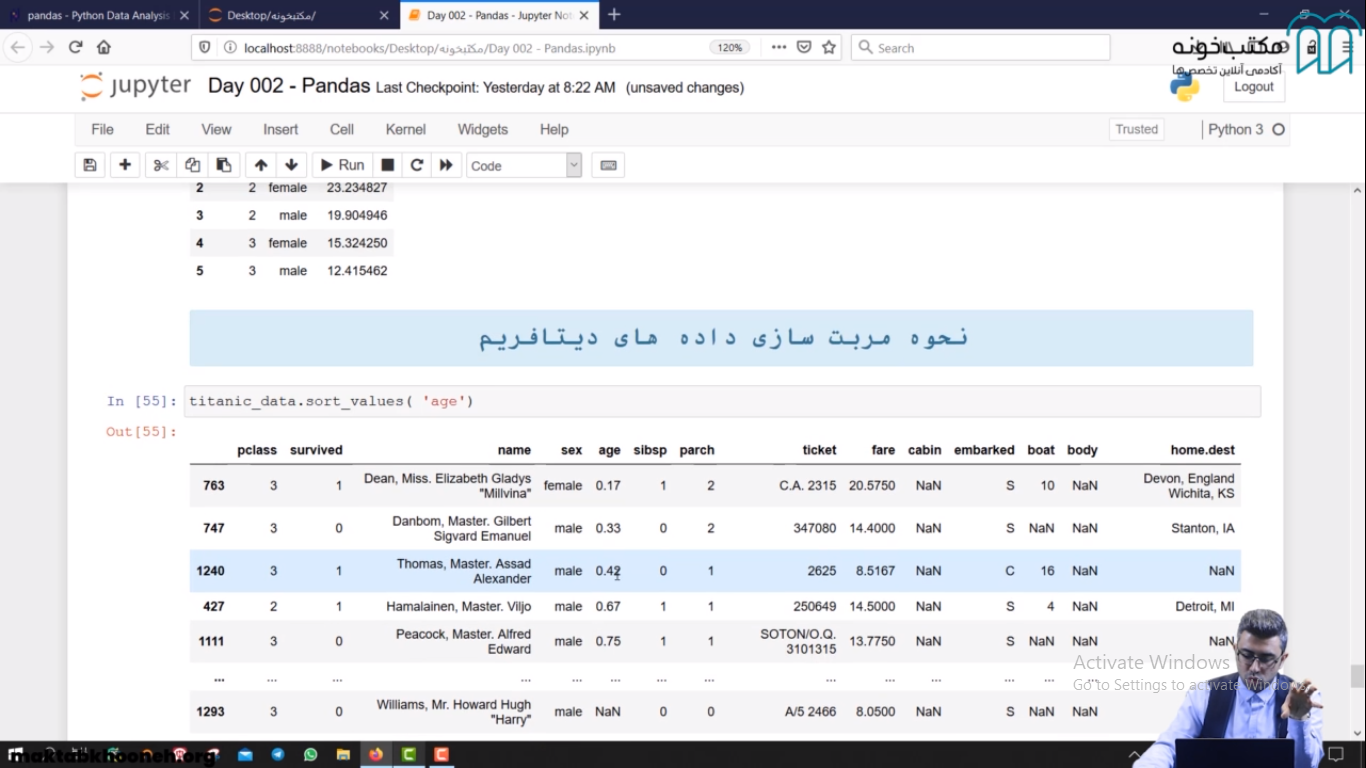 pandas - Python Data Analysis
Desktop/مکتبخونه/
Day 002 - Pandas - Jupyter Not
localhost:8888/notebooks/Desktop/مکتبخونه/Day 002 - Pandas.ipynb
120%
Search
مکتب‌خونه
آکادمی آنلاین تخصص‌ها
jupyter Day 002 - Pandas Last Checkpoint: Yesterday at 8:22 AM (unsaved changes)
Logout
File Edit View Insert Cell Kernel Widgets Help
Trusted
Python 3
Run
Code
2 2 female 23.234827
3 2 male 19.904946
4 3 female 15.324250
5 3 male 12.415462
نحوه مربت سازی داده های دیتافریم
In [55]: titanic_data.sort_values( 'age')
Out[55]:
pclass survived name sex age sibsp parch ticket fare cabin embarked boat body home.dest
763 3 1 Dean, Miss. Elizabeth Gladys "Millvina" female 0.17 1 2 C.A. 2315 20.5750 NaN S 10 NaN Devon, England Wichita, KS
747 3 0 Danbom, Master. Gilbert Sigvard Emanuel male 0.33 0 2 347080 14.4000 NaN S NaN NaN Stanton, IA
1240 3 1 Thomas, Master. Assad Alexander male 0.42 0 1 2625 8.5167 NaN C 16 NaN NaN
427 2 1 Hamalainen, Master. Viljo male 0.67 1 1 250649 14.5000 NaN S 4 NaN Detroit, MI
1111 3 0 Peacock, Master. Alfred Edward male 0.75 1 1 SOTON/O.Q. 3101315 13.7750 NaN S NaN NaN NaN
... ... ... ... ... ... ... ... ... ... ... ... ...
1293 3 0 Williams, Mr. Howard Hugh "Harry" male NaN 0 0 A/5 2466 8.0500 NaN S NaN NaN
Activate Windows
Go to Settings to activate Windows.
maktabkhooneh.org